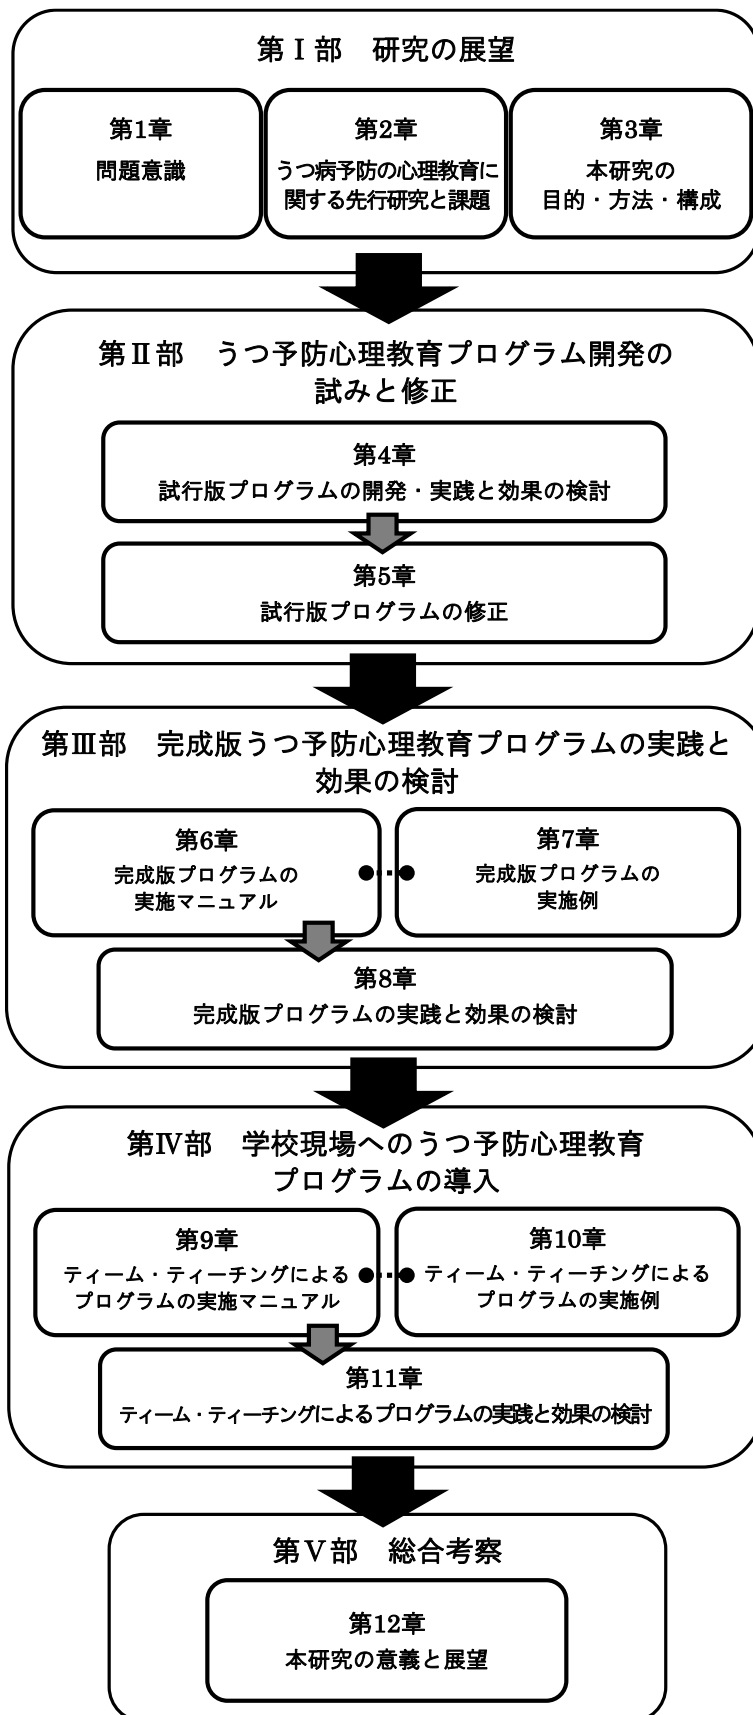 第Ⅰ部　研究の展望
第1章
問題意識
第2章
うつ病予防の心理教育に
関する先行研究と課題
第3章
本研究の
目的・方法・構成
第Ⅱ部　うつ予防心理教育プログラム開発の
試みと修正
第4章
試行版プログラムの開発・実践と効果の検討
第5章
試行版プログラムの修正
第Ⅲ部　完成版うつ予防心理教育プログラムの実践と
効果の検討
第6章
完成版プログラムの
実施マニュアル
第7章
完成版プログラムの
実施例
第8章
完成版プログラムの実践と効果の検討
第Ⅳ部　学校現場へのうつ予防心理教育
プログラムの導入
第9章
ティーム・ティーチングによる
プログラムの実施マニュアル
第10章
ティーム・ティーチングによる
プログラムの実施例
第11章
ティーム・ティーチングによるプログラムの実践と効果の検討
第Ⅴ部　総合考察
第12章
本研究の意義と展望